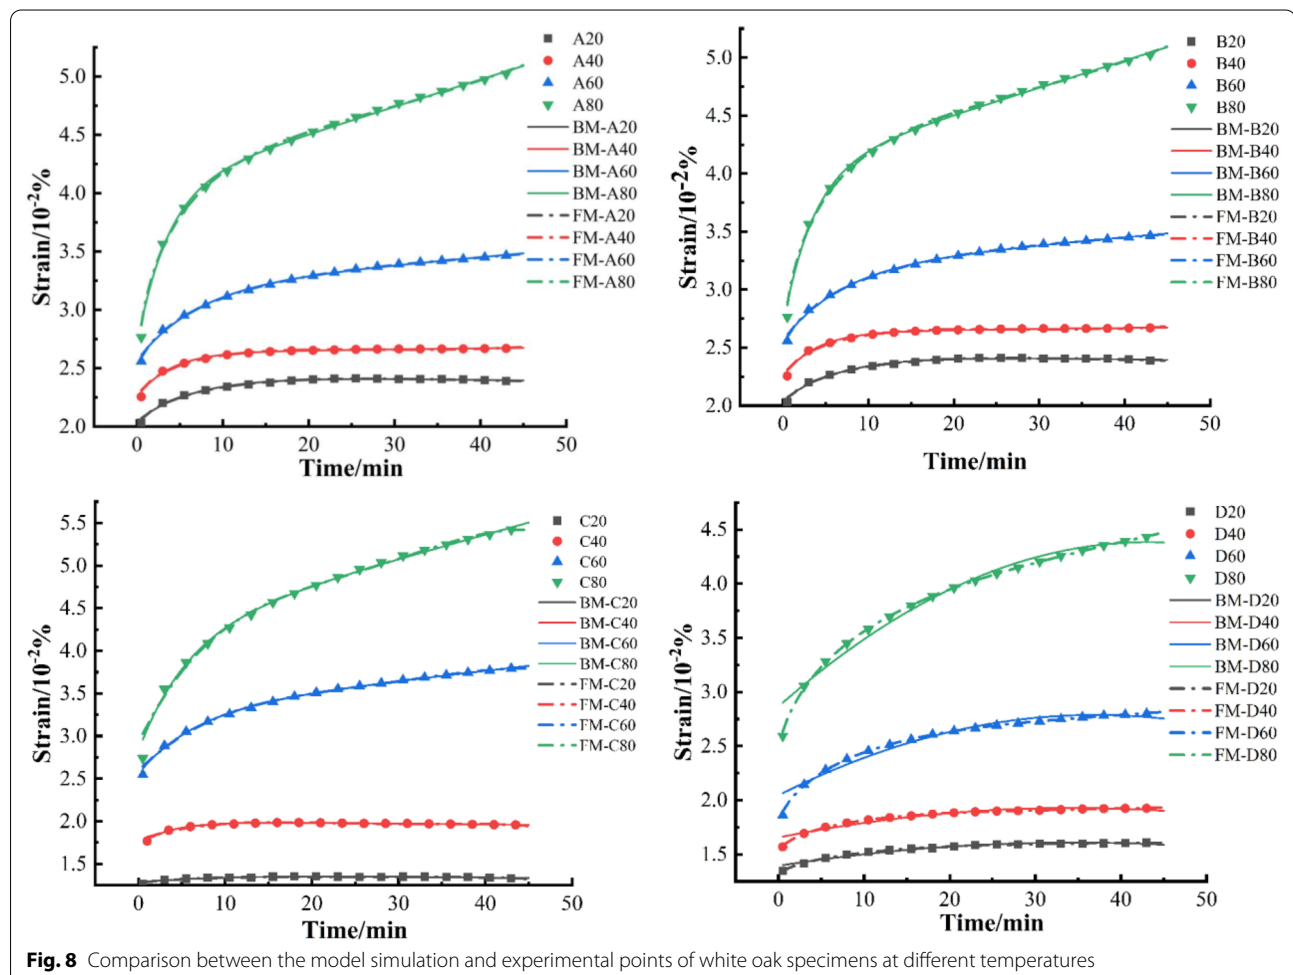 A20
A40
A60
A80
BM-A20
BM-A40
BM-A60
BM-A80
FM-A20
FM-A40
FM-A60
FM-A80
5.0
4.5
4.0
3.5
3.0
2.5
2.0
Strain/10⁻²%
0 10 20 30 40 50
Time/min
B20
B40
B60
B80
BM-B20
BM-B40
BM-B60
BM-B80
FM-B20
FM-B40
FM-B60
FM-B80
5.0
4.5
4.0
3.5
3.0
2.5
2.0
Strain/10⁻²%
0 10 20 30 40 50
Time/min
C20
C40
C60
C80
BM-C20
BM-C40
BM-C60
BM-C80
FM-C20
FM-C40
FM-C60
FM-C80
5.5
5.0
4.5
4.0
3.5
3.0
2.5
2.0
1.5
Strain/10⁻²%
0 10 20 30 40 50
Time/min
D20
D40
D60
D80
BM-D20
BM-D40
BM-D60
BM-D80
FM-D20
FM-D40
FM-D60
FM-D80
4.5
4.0
3.5
3.0
2.5
2.0
1.5
Strain/10⁻²%
0 10 20 30 40 50
Time/min
Fig. 8 Comparison between the model simulation and experimental points of white oak specimens at different temperatures